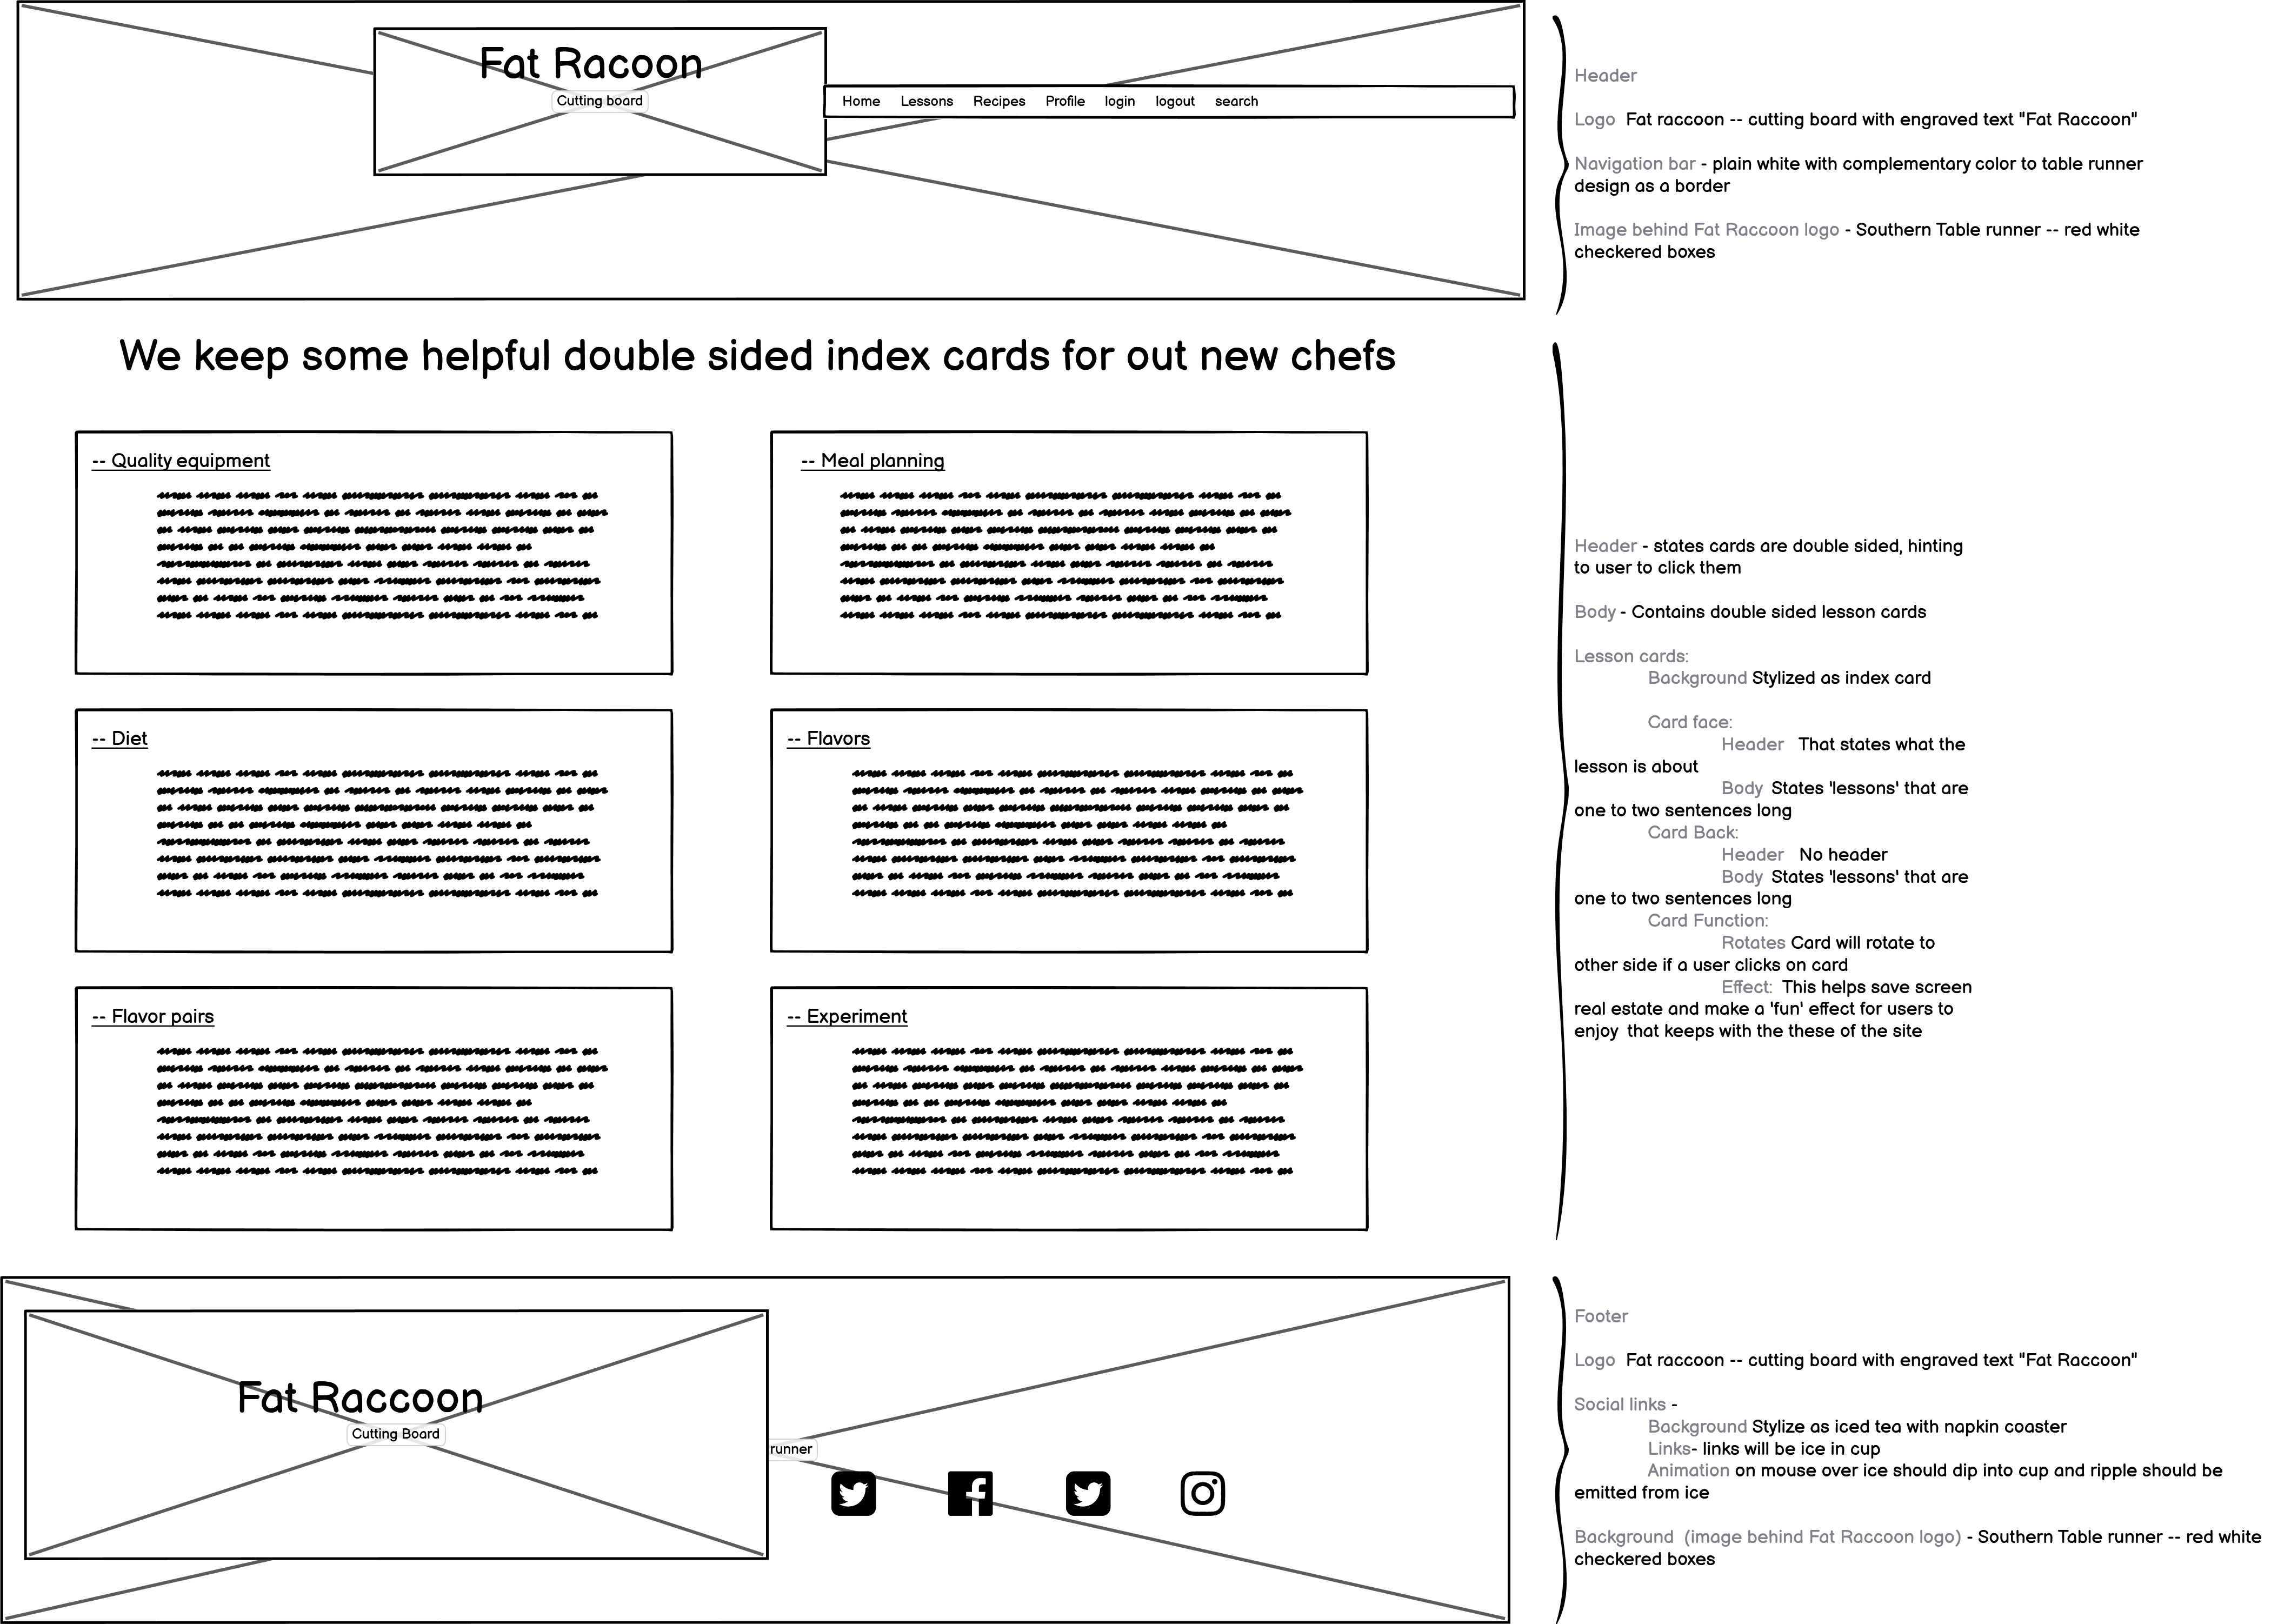 Fat Racoon
Cutting board
Home Lessons Recipes Profile login logout search
Header
Logo Fat raccoon -- cutting board with engraved text "Fat Raccoon"
Navigation bar - plain white with complementary color to table runner
design as a border
Image behind Fat Raccoon logo - Southern Table runner -- red white
checkered boxes
We keep some helpful double sided index cards for out new chefs
-- Quality equipment
-- Meal planning
-- Diet
-- Flavors
-- Flavor pairs
-- Experiment
Header - states cards are double sided, hinting
to user to click them
Body - Contains double sided lesson cards
Lesson cards:
Background Stylized as index card
Card face:
Header That states what the
lesson is about
Body States 'lessons' that are
one to two sentences long
Card Back:
Header No header
Body States 'lessons' that are
one to two sentences long
Card Function:
Rotates Card will rotate to
other side if a user clicks on card
Effect: This helps save screen
real estate and make a 'fun' effect for users to
enjoy that keeps with the these of the site
Fat Raccoon
Cutting Board
runner
Footer
Logo Fat raccoon -- cutting board with engraved text "Fat Raccoon"
Social links -
Background Stylize as iced tea with napkin coaster
Links- links will be ice in cup
Animation on mouse over ice should dip into cup and ripple should be
emitted from ice
Background (image behind Fat Raccoon logo) - Southern Table runner -- red white
checkered boxes